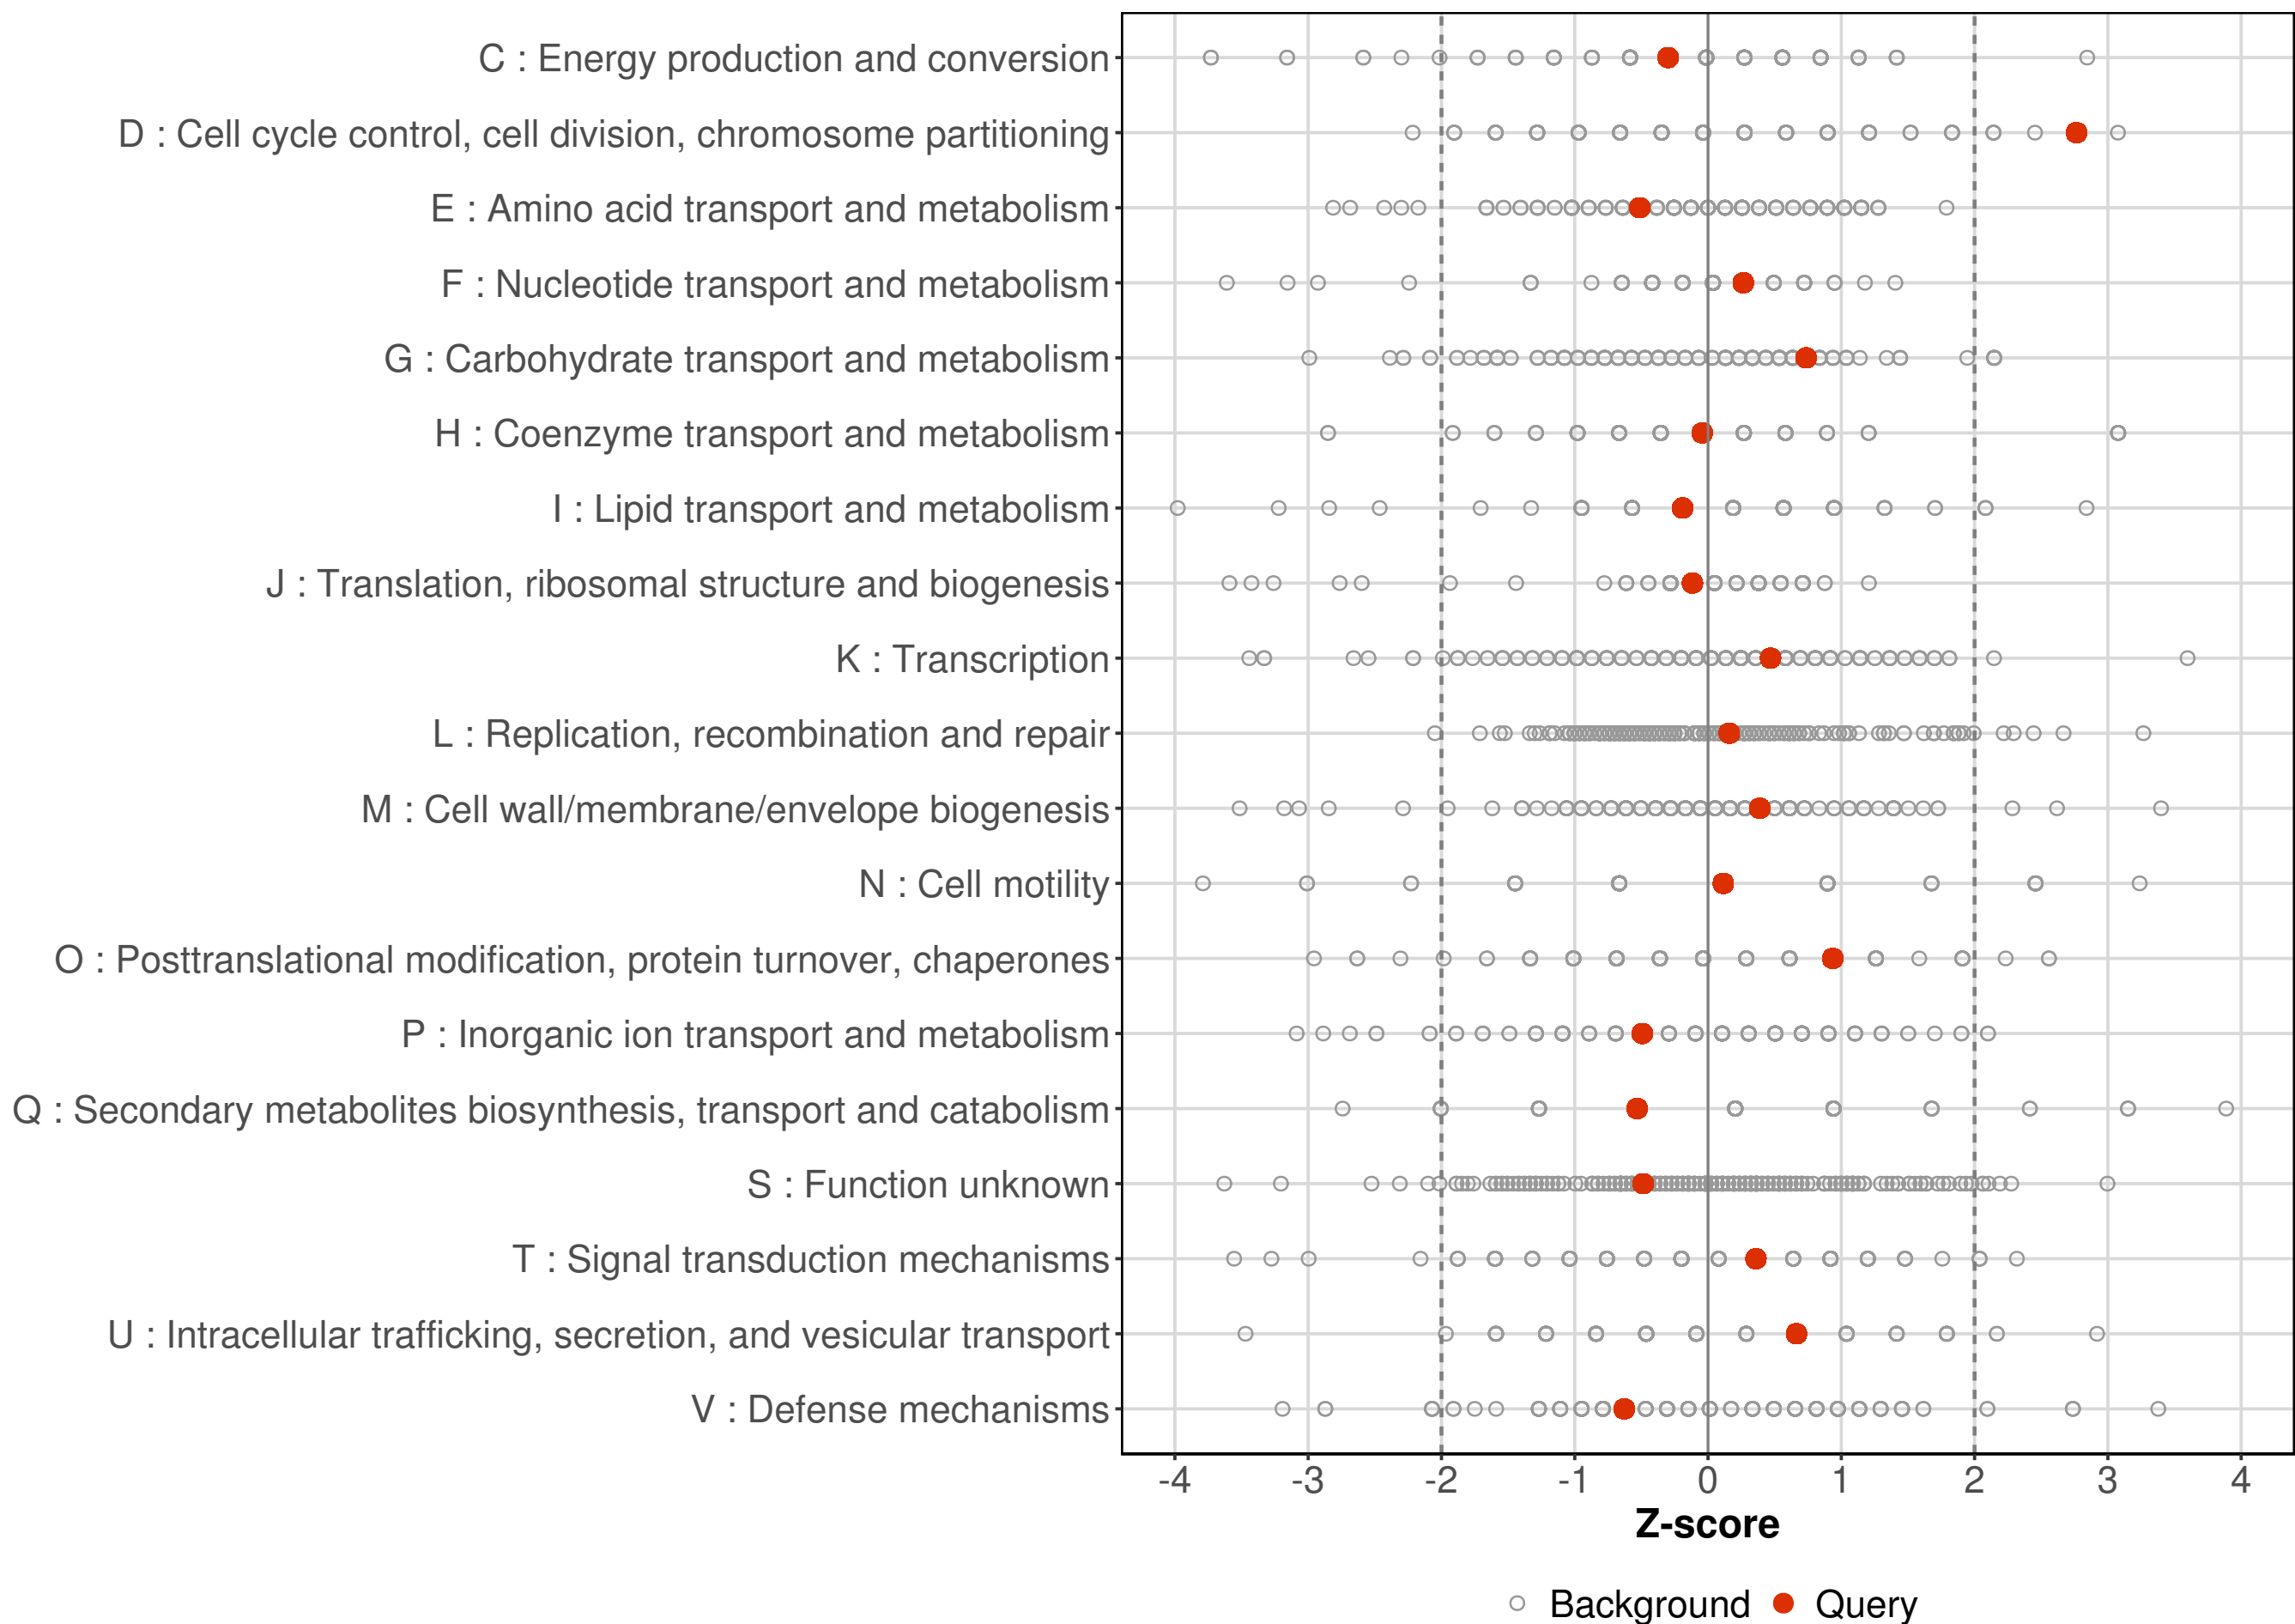 C : Energy production and conversion
D : Cell cycle control, cell division, chromosome partitioning
E : Amino acid transport and metabolism
F : Nucleotide transport and metabolism
G : Carbohydrate transport and metabolism
H : Coenzyme transport and metabolism
I : Lipid transport and metabolism
J : Translation, ribosomal structure and biogenesis
K : Transcription
L : Replication, recombination and repair
M : Cell wall/membrane/envelope biogenesis
N : Cell motility
O : Posttranslational modification, protein turnover, chaperones
P : Inorganic ion transport and metabolism
Q : Secondary metabolites biosynthesis, transport and catabolism
S : Function unknown
T : Signal transduction mechanisms
U : Intracellular trafficking, secretion, and vesicular transport
V : Defense mechanisms
-4 -3 -2 -1 0 1 2 3 4
Z-score
Background Query